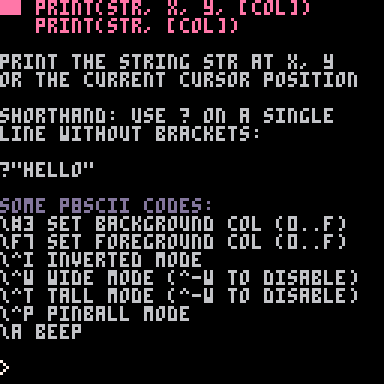 PRINT(STR, X, Y, [COL])
PRINT(STR, [COL])
PRINT THE STRING STR AT X, Y
OR THE CURRENT CURSOR POSITION
SHORTHAND: USE ? ON A SINGLE
LINE WITHOUT BRACKETS:
?"HELLO"
SOME P8SCII CODES:
\#3 SET BACKGROUND COL (0..F)
\F7 SET FOREGROUND COL (0..F)
\^I INVERTED MODE
\^W WIDE MODE (^-W TO DISABLE)
\^T TALL MODE (^-W TO DISABLE)
\^P PINBALL MODE
\A BEEP
>